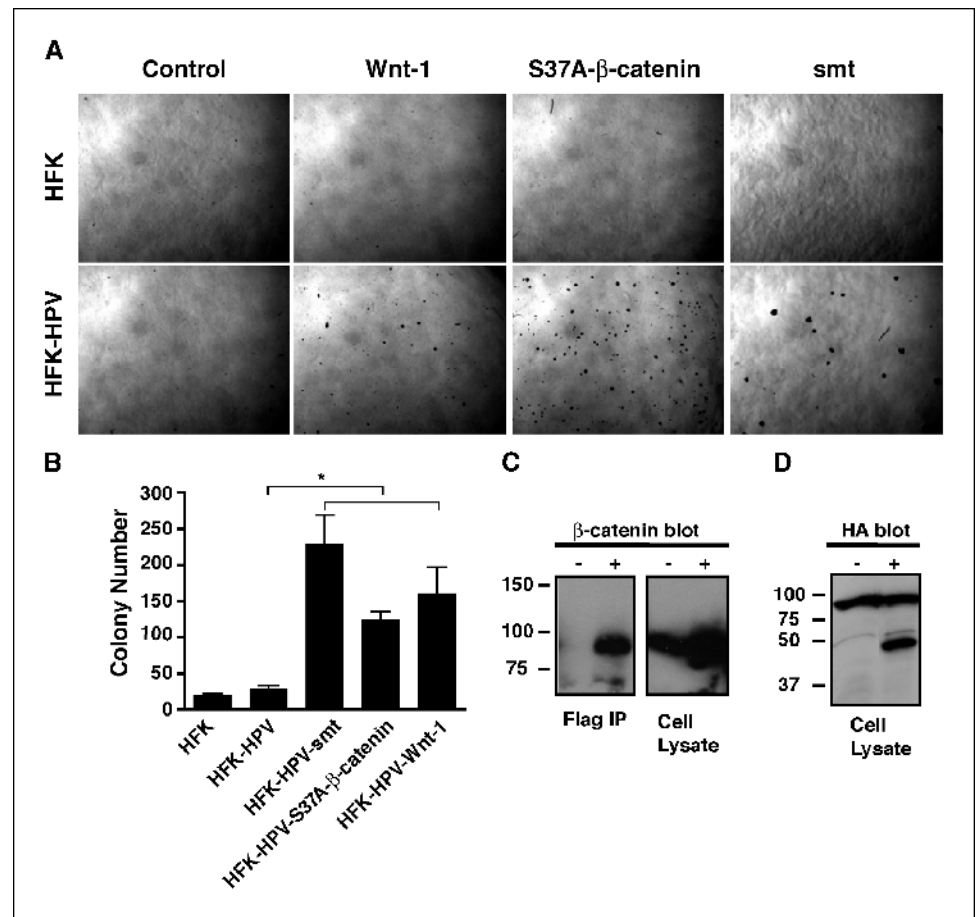 A
Control Wnt-1 S37A-β-catenin smt
HFK
HFK-HPV
B
300
250
200
150
100
50
0
Colony Number
*
HFK
HFK-HPV
HFK-HPV-smt
HFK-HPV-S37A-β-catenin
HFK-HPV-Wnt-1
C
β-catenin blot
- + - +
150
100
75
Flag IP
Cell
Lysate
D
HA blot
- +
100
75
50
37
Cell
Lysate